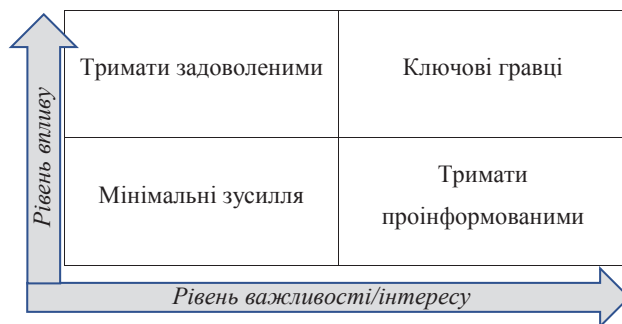 Рівень впливу
Тримати задоволеними
Ключові гравці
Мінімальні зусилля
Тримати
проінформованими
Рівень важливості/інтересу